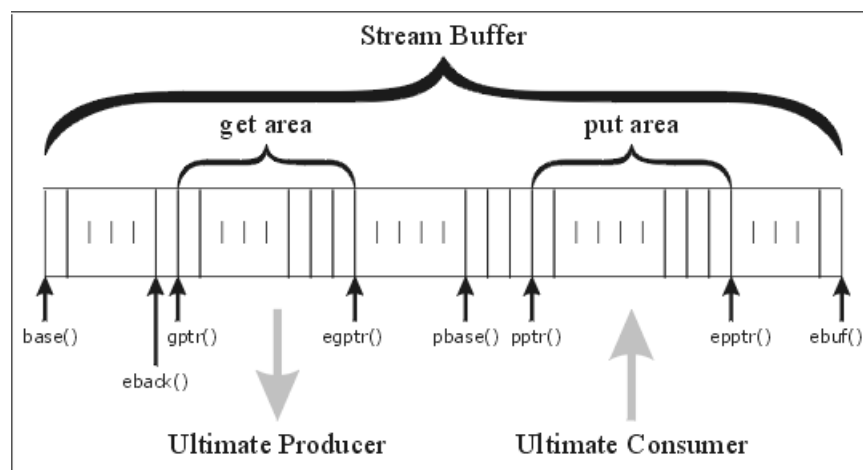 Stream Buffer
get area
put area
base()
gptr()
egptr()
pbase()
pptr()
epptr()
ebuf()
eback()
Ultimate Producer
Ultimate Consumer